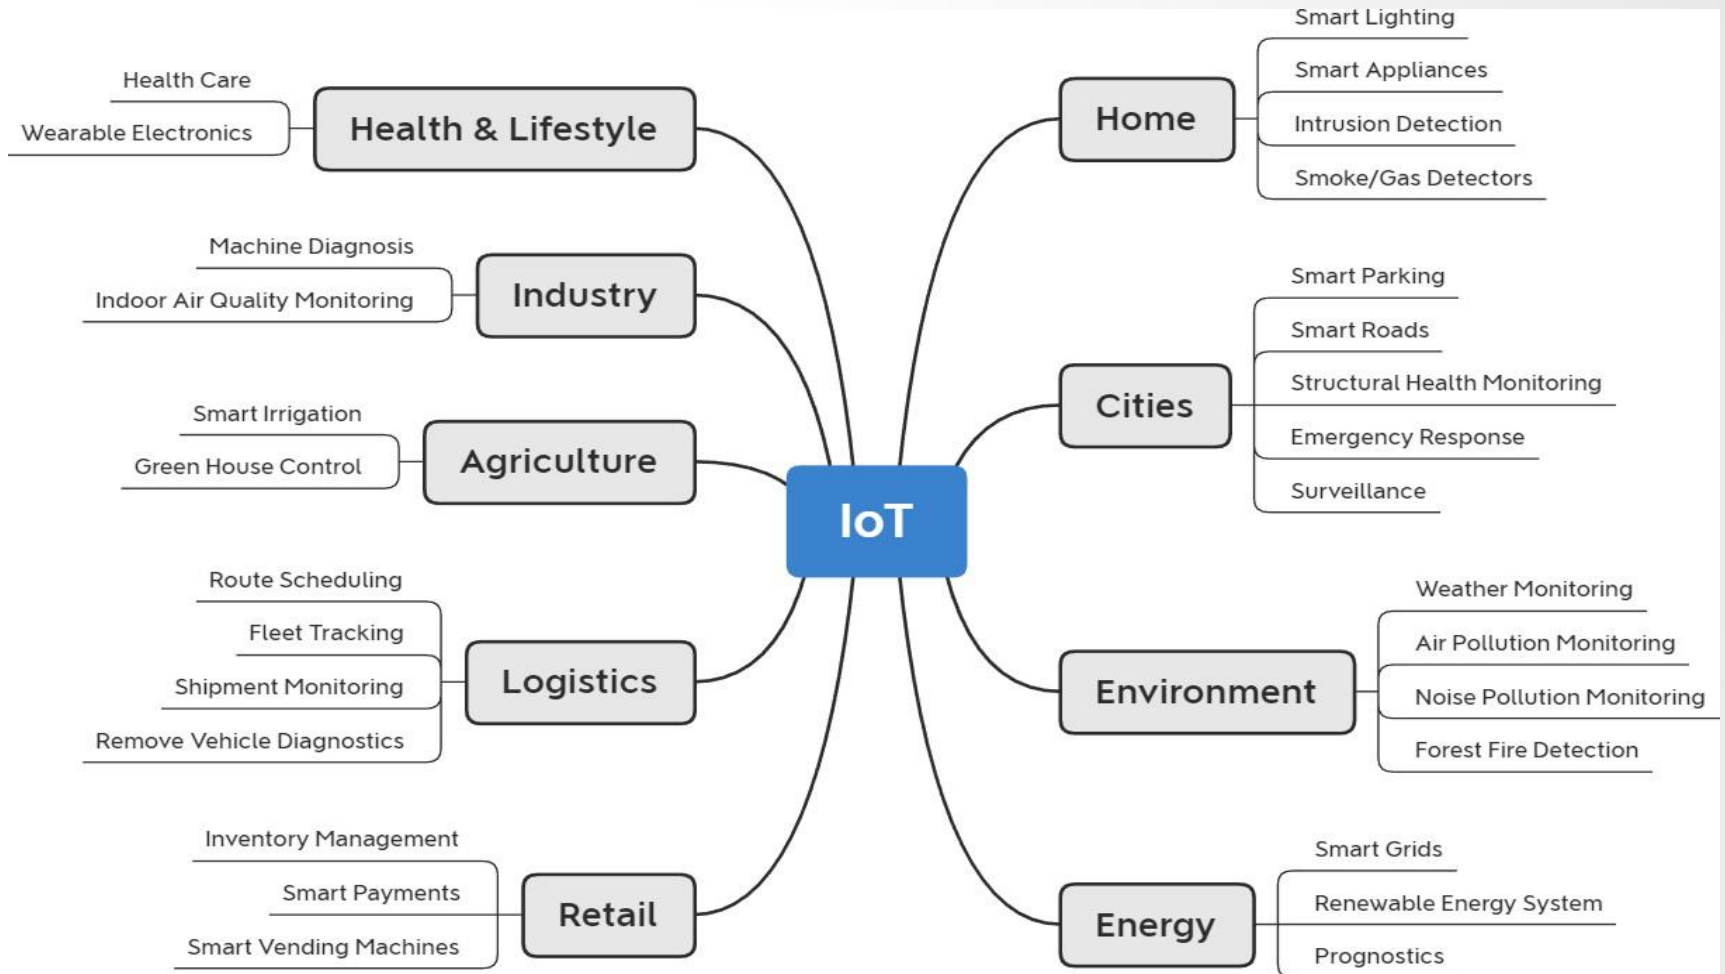 Health & Lifestyle
Health Care
Wearable Electronics
Industry
Machine Diagnosis
Indoor Air Quality Monitoring
Agriculture
Smart Irrigation
Green House Control
Logistics
Route Scheduling
Fleet Tracking
Shipment Monitoring
Remove Vehicle Diagnostics
Retail
Inventory Management
Smart Payments
Smart Vending Machines
IoT
Home
Smart Lighting
Smart Appliances
Intrusion Detection
Smoke/Gas Detectors
Cities
Smart Parking
Smart Roads
Structural Health Monitoring
Emergency Response
Surveillance
Environment
Weather Monitoring
Air Pollution Monitoring
Noise Pollution Monitoring
Forest Fire Detection
Energy
Smart Grids
Renewable Energy System
Prognostics